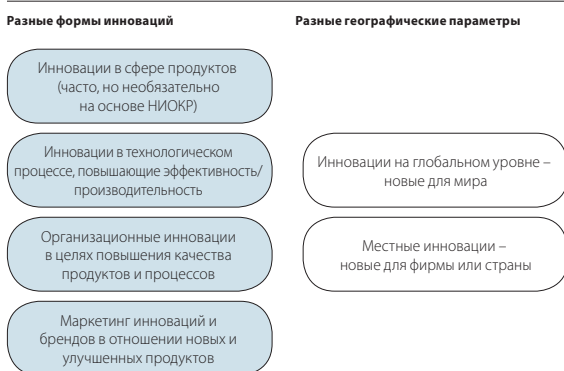 Разные формы инноваций
Разные географические параметры
Инновации в сфере продуктов
(часто, но необязательно
на основе НИОКР)
Инновации в технологическом
процессе, повышающие эффективность/
производительность
Инновации на глобальном уровне –
новые для мира
Организационные инновации
в целях повышения качества
продуктов и процессов
Местные инновации –
новые для фирмы или страны
Маркетинг инноваций и
брендов в отношении новых и
улучшенных продуктов